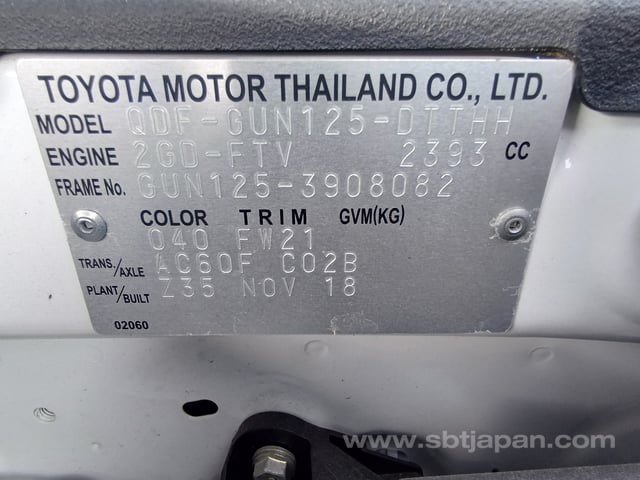 TOYOTA MOTOR THAILAND CO., LTD.
MODEL QDF-GUN125-DTTHH
ENGINE 2GD-FTV 2393 CC
FRAME No. GUN125-3908082
COLOR TRIM GVM(KG)
040 FW21
TRANS./AXLE AC60F C02B
PLANT/BUILT Z35 NOV 18
02060
www.sbtjapan.com